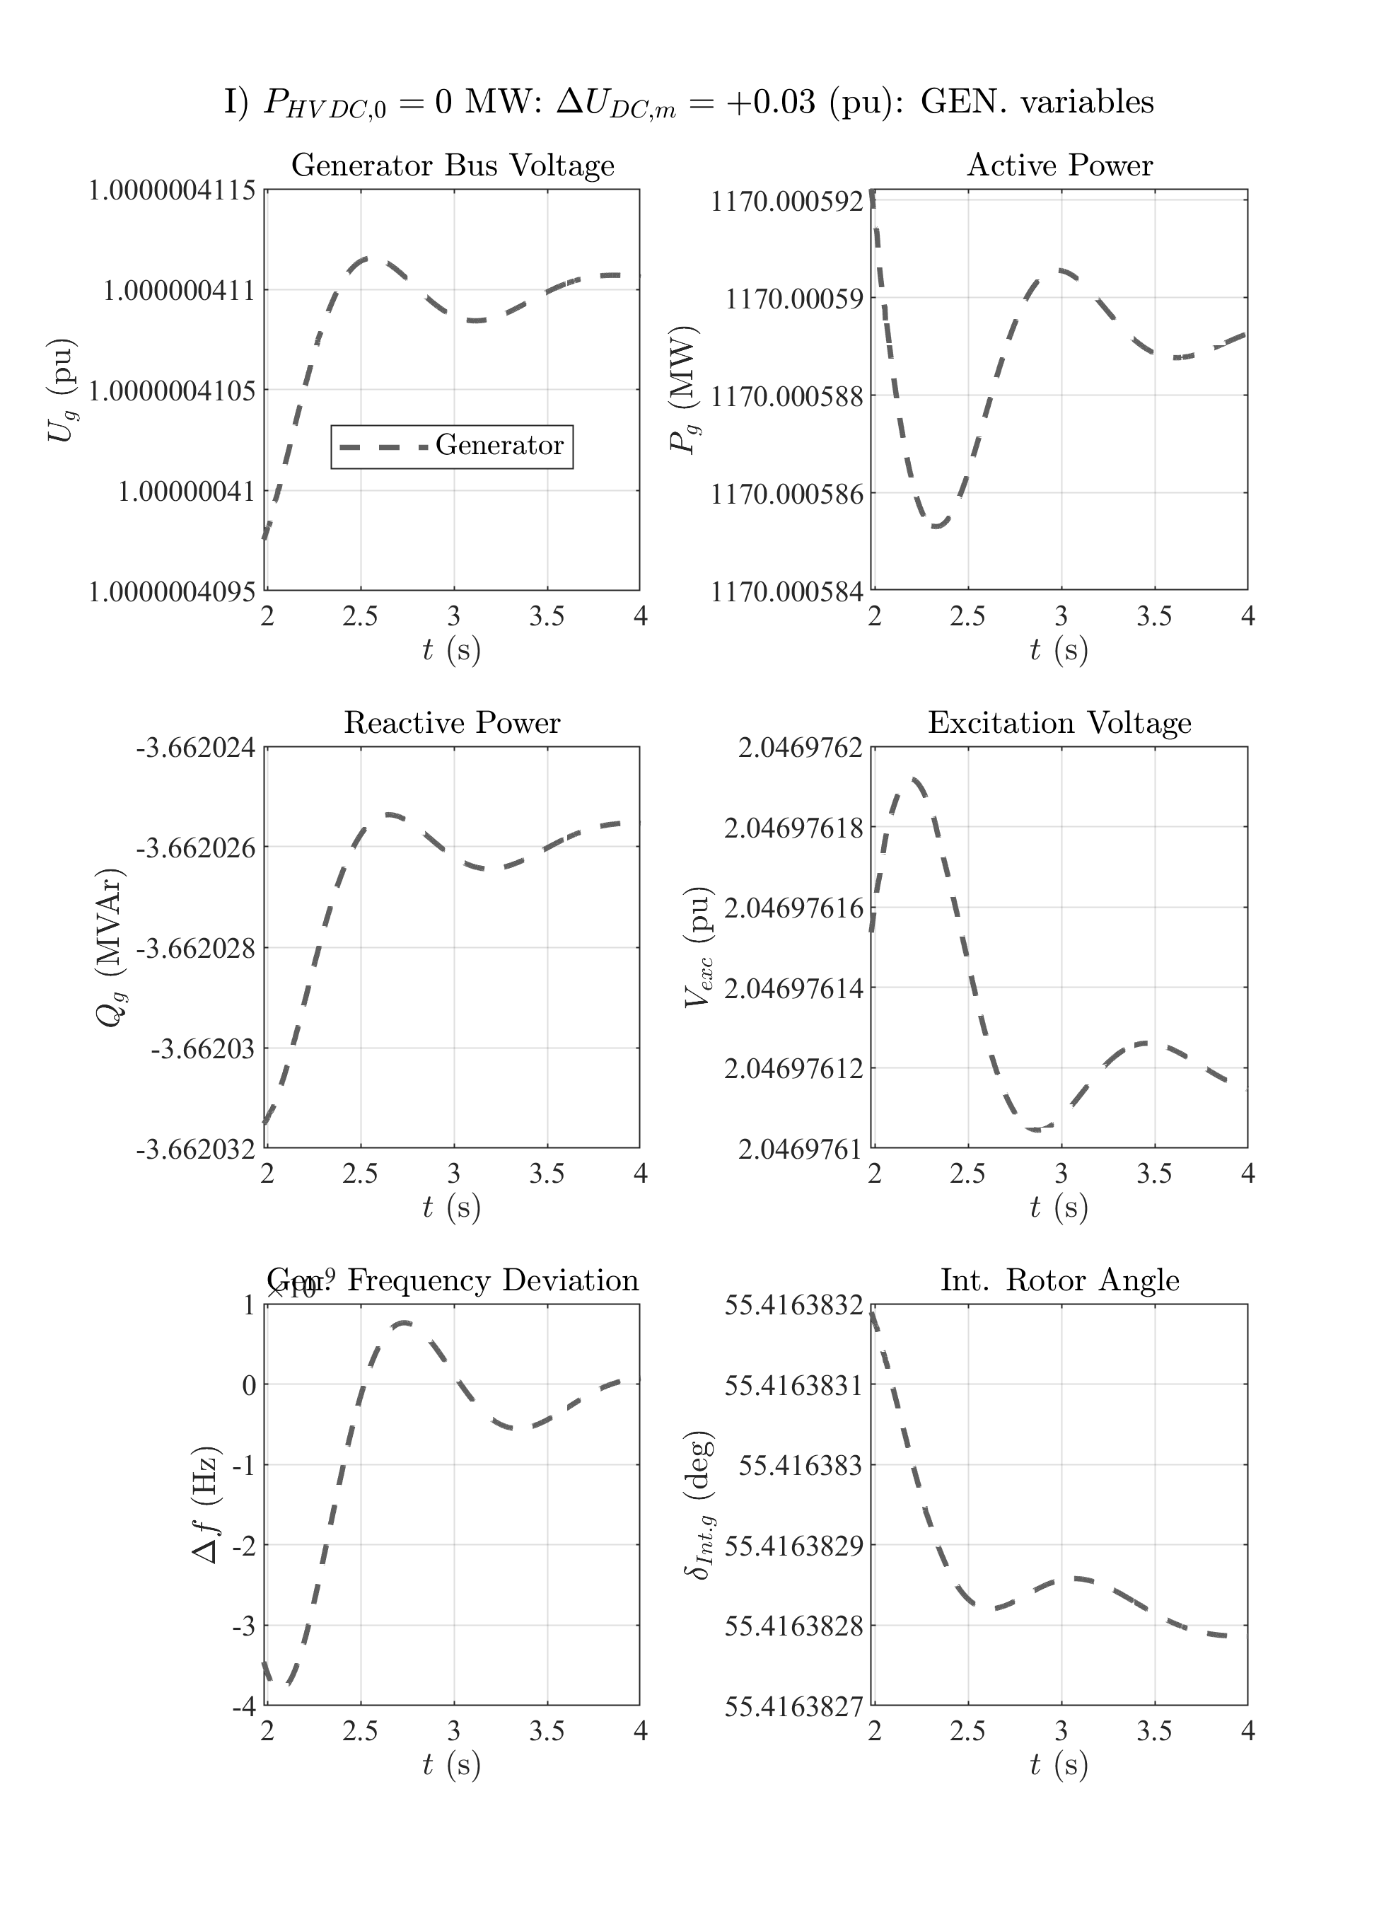 I) P_{HVDC,0} = 0 MW: ΔU_{DC,m} = +0.03 (pu): GEN. variables
Generator Bus Voltage
1.0000004115
1.000000411
1.0000004105
1.00000041
1.0000004095
U_g (pu)
Generator
2 2.5 3 3.5 4
t (s)
Active Power
1170.000592
1170.00059
1170.000588
1170.000586
1170.000584
P_g (MW)
2 2.5 3 3.5 4
t (s)
Reactive Power
-3.662024
-3.662026
-3.662028
-3.66203
-3.662032
Q_g (MVAr)
2 2.5 3 3.5 4
t (s)
Excitation Voltage
2.0469762
2.04697618
2.04697616
2.04697614
2.04697612
2.0469761
V_{exc} (pu)
2 2.5 3 3.5 4
t (s)
Gen. Frequency Deviation
×10^{-9}
1
0
-1
-2
-3
-4
Δf (Hz)
2 2.5 3 3.5 4
t (s)
Int. Rotor Angle
55.4163832
55.4163831
55.416383
55.4163829
55.4163828
55.4163827
δ_{Int.g} (deg)
2 2.5 3 3.5 4
t (s)